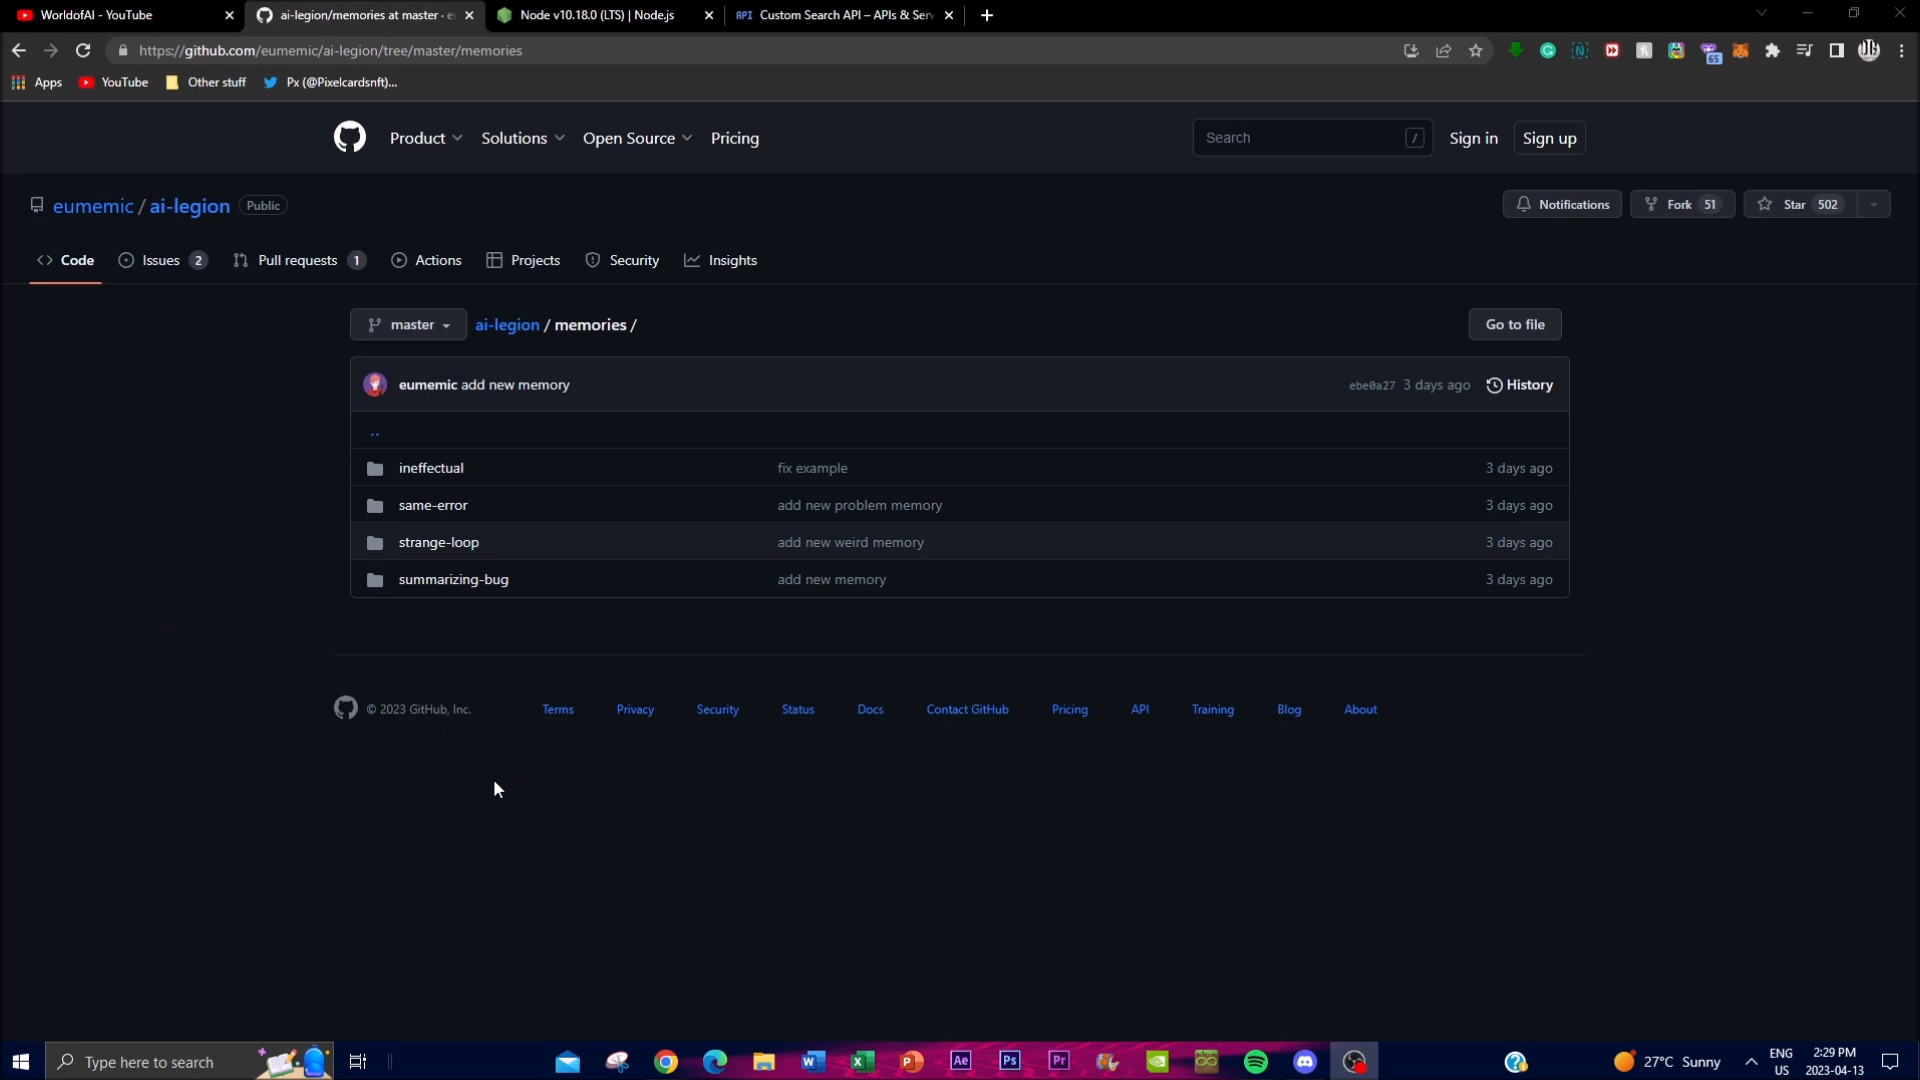 WorldofAI - YouTube
ai-legion/memories at master · e
Node v10.18.0 (LTS) | Node.js
API Custom Search API – APIs & Serv
https://github.com/eumemic/ai-legion/tree/master/memories
65
Apps
YouTube
Other stuff
Px (@Pixelcardsnft)...
Product
Solutions
Open Source
Pricing
Search /
Sign in
Sign up
eumemic / ai-legion Public
Notifications
Fork 51
Star 502
Code
Issues 2
Pull requests 1
Actions
Projects
Security
Insights
master
ai-legion / memories /
Go to file
eumemic add new memory
ebe0a27 3 days ago History
..
ineffectual fix example 3 days ago
same-error add new problem memory 3 days ago
strange-loop add new weird memory 3 days ago
summarizing-bug add new memory 3 days ago
© 2023 GitHub, Inc. Terms Privacy Security Status Docs Contact GitHub Pricing API Training Blog About
Type here to search
Ae
Ps
Pr
27°C Sunny
ENG
US
2:29 PM
2023-04-13